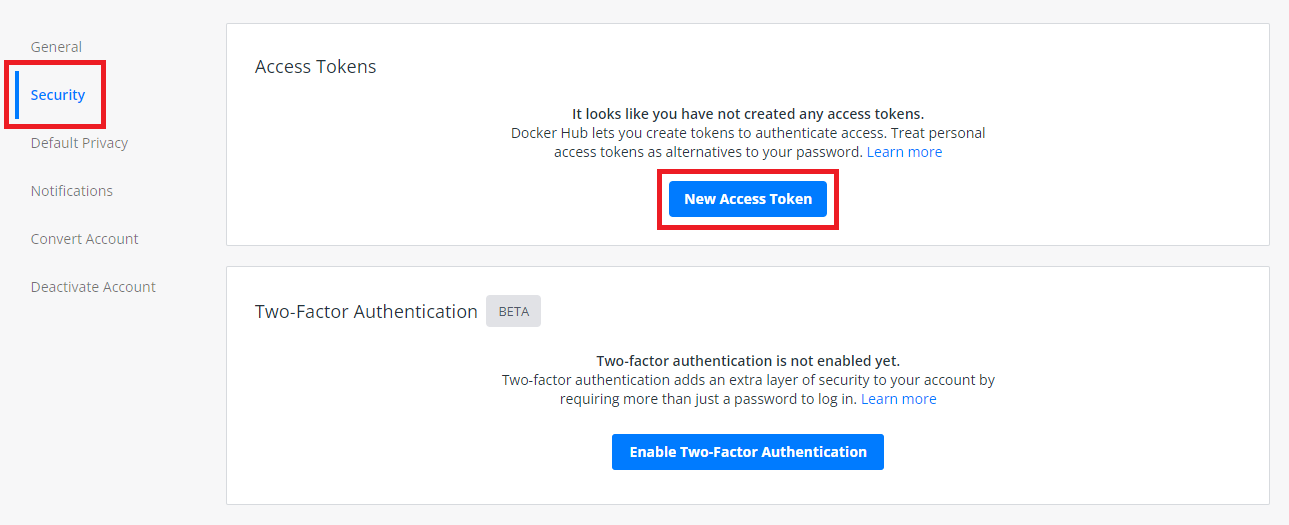 General
Security
Default Privacy
Notifications
Convert Account
Deactivate Account
Access Tokens
It looks like you have not created any access tokens.
Docker Hub lets you create tokens to authenticate access. Treat personal
access tokens as alternatives to your password. Learn more
New Access Token
Two-Factor Authentication BETA
Two-factor authentication is not enabled yet.
Two-factor authentication adds an extra layer of security to your account by
requiring more than just a password to log in. Learn more
Enable Two-Factor Authentication